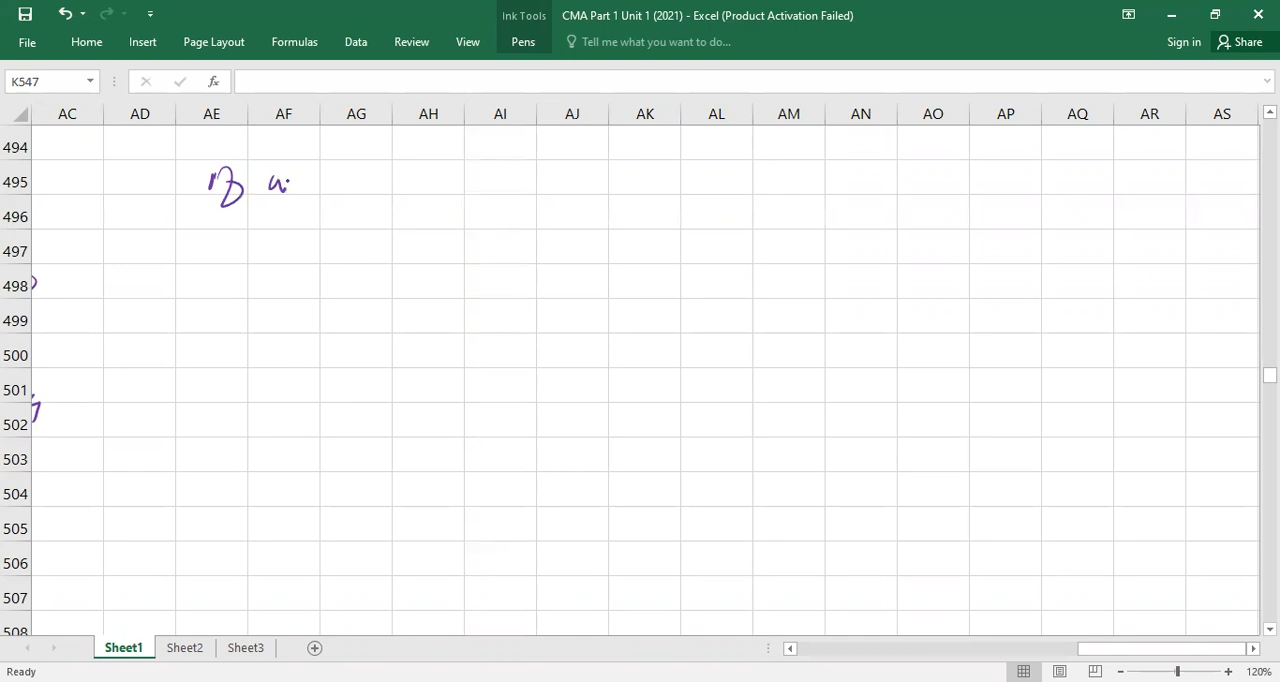 Ink Tools
CMA Part 1 Unit 1 (2021) - Excel (Product Activation Failed)
File Home Insert Page Layout Formulas Data Review View Pens Tell me what you want to do... Sign in Share
K547 fx
AC AD AE AF AG AH AI AJ AK AL AM AN AO AP AQ AR AS
494
495
496
497
498
499
500
501
502
503
504
505
506
507
508
Sheet1 Sheet2 Sheet3
Ready 120%